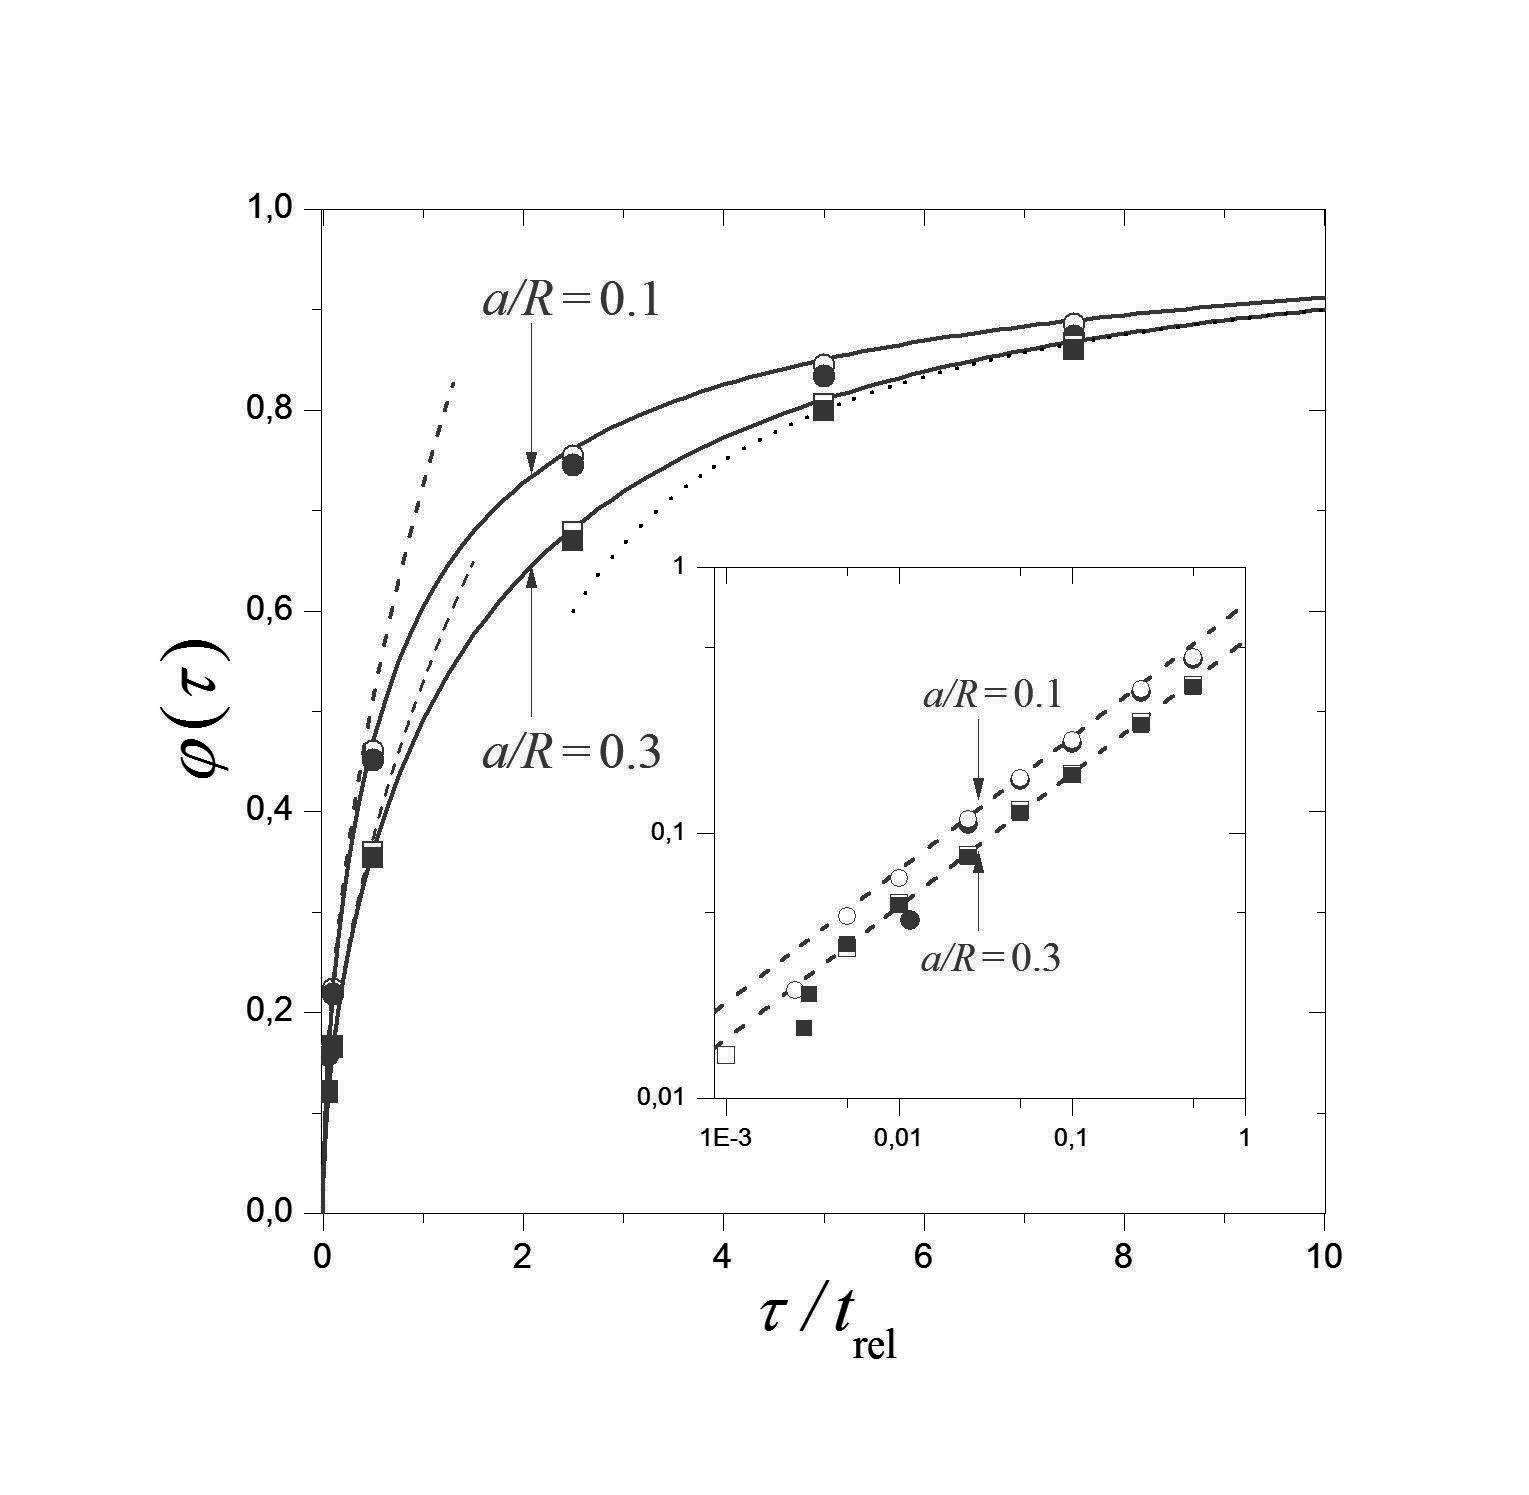 1,0
a/R = 0.1
0,8
0,6
φ(τ)
a/R = 0.3
0,4
0,2
0,0
0 2 4 6 8 10
τ / t_rel
1
a/R = 0.1
0,1
a/R = 0.3
0,01
1E-3 0,01 0,1 1